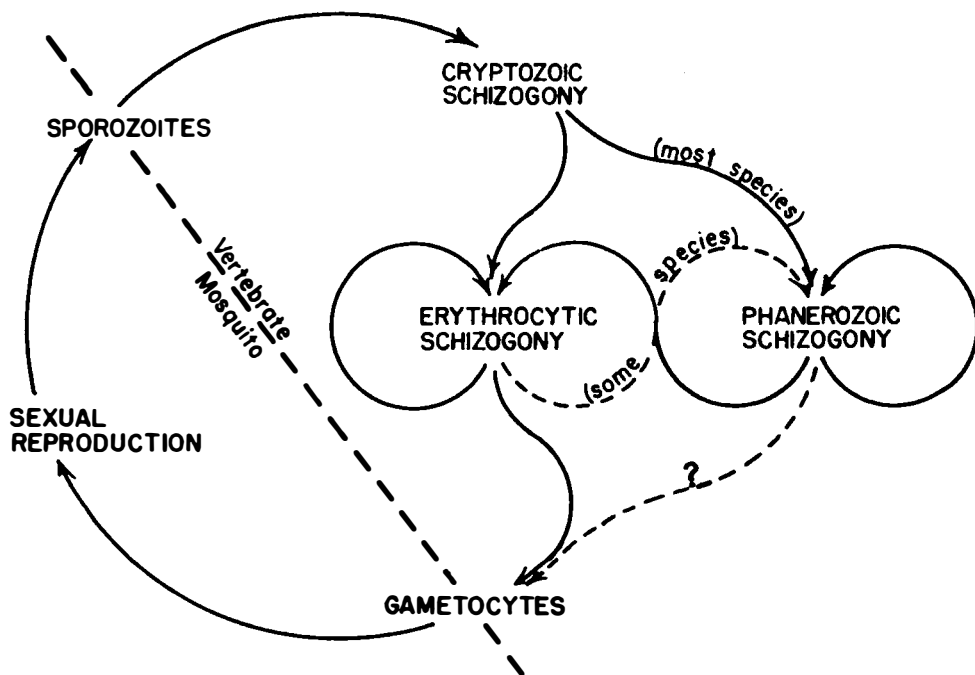 CRYPTOZOIC
SCHIZOGONY
SPOROZOITES
(most species)
Vertebrate
Mosquito
species)
ERYTHROCYTIC
SCHIZOGONY
PHANEROZOIC
SCHIZOGONY
(some
SEXUAL
REPRODUCTION
?
GAMETOCYTES